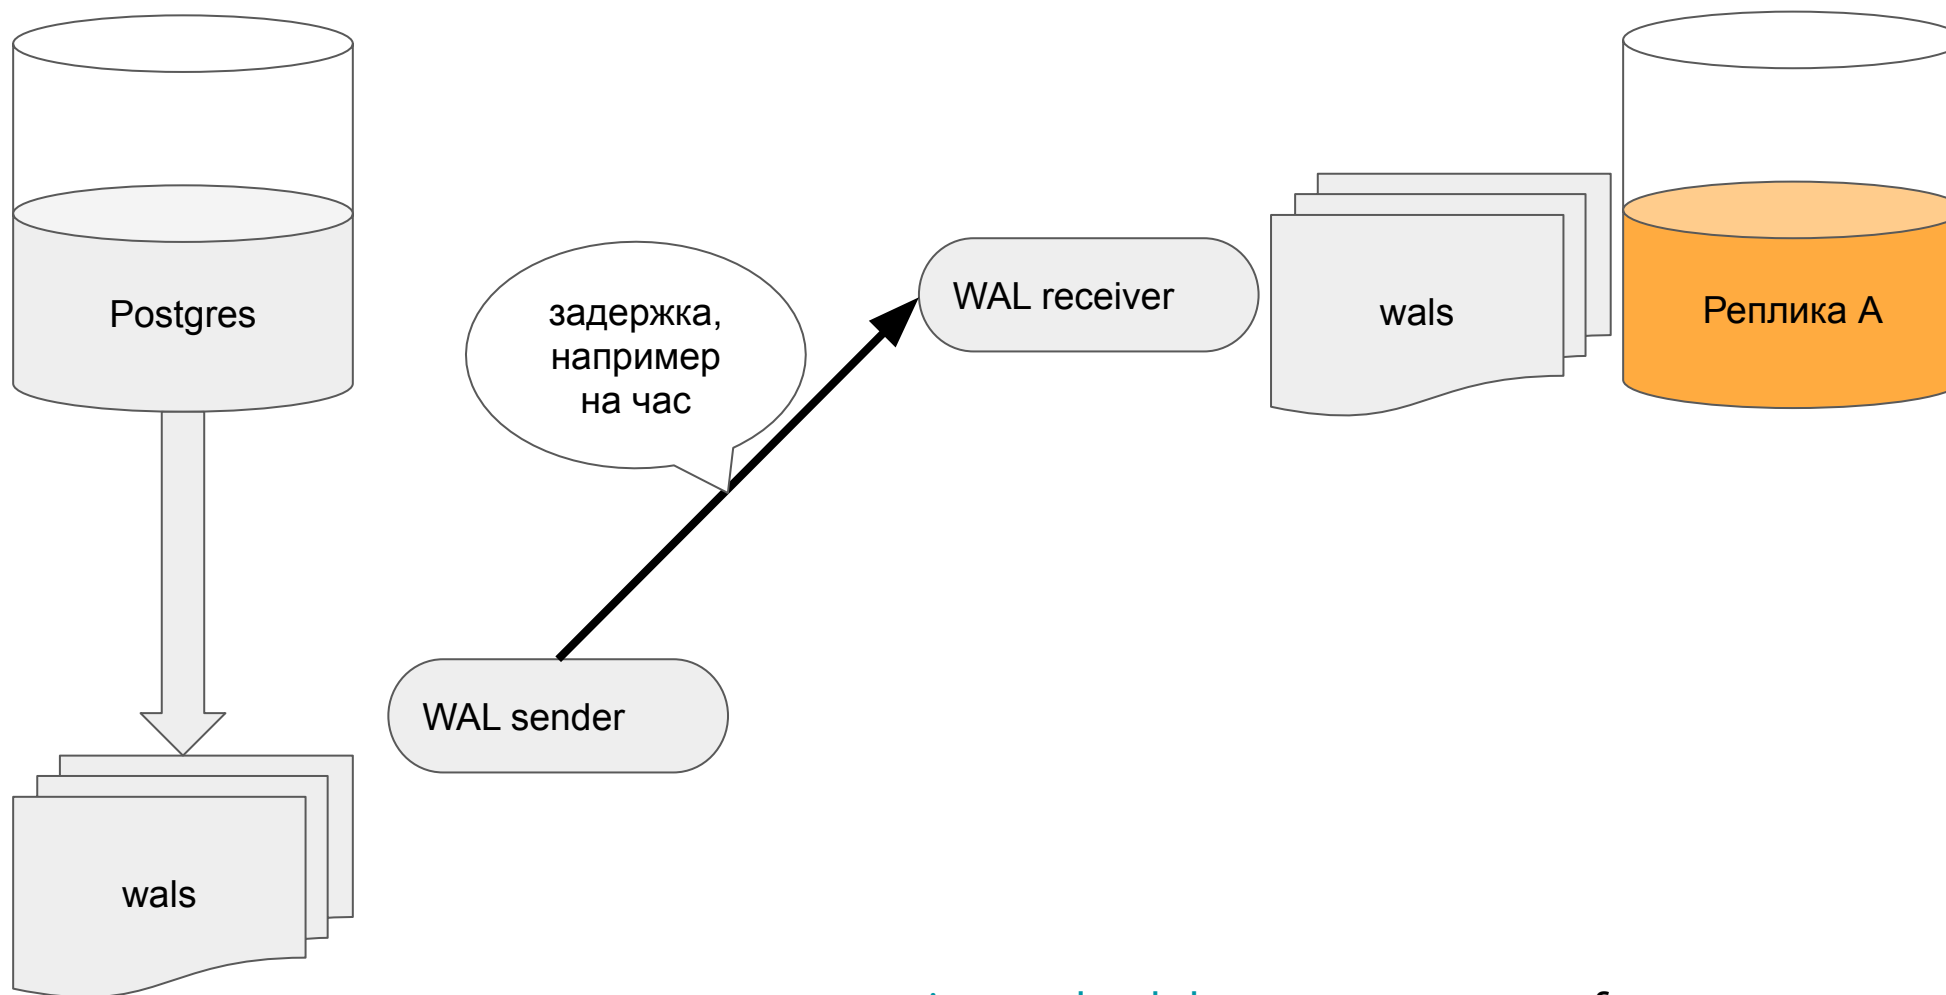 Postgres
задержка,
например
на час
WAL receiver
wals
Реплика А
WAL sender
wals